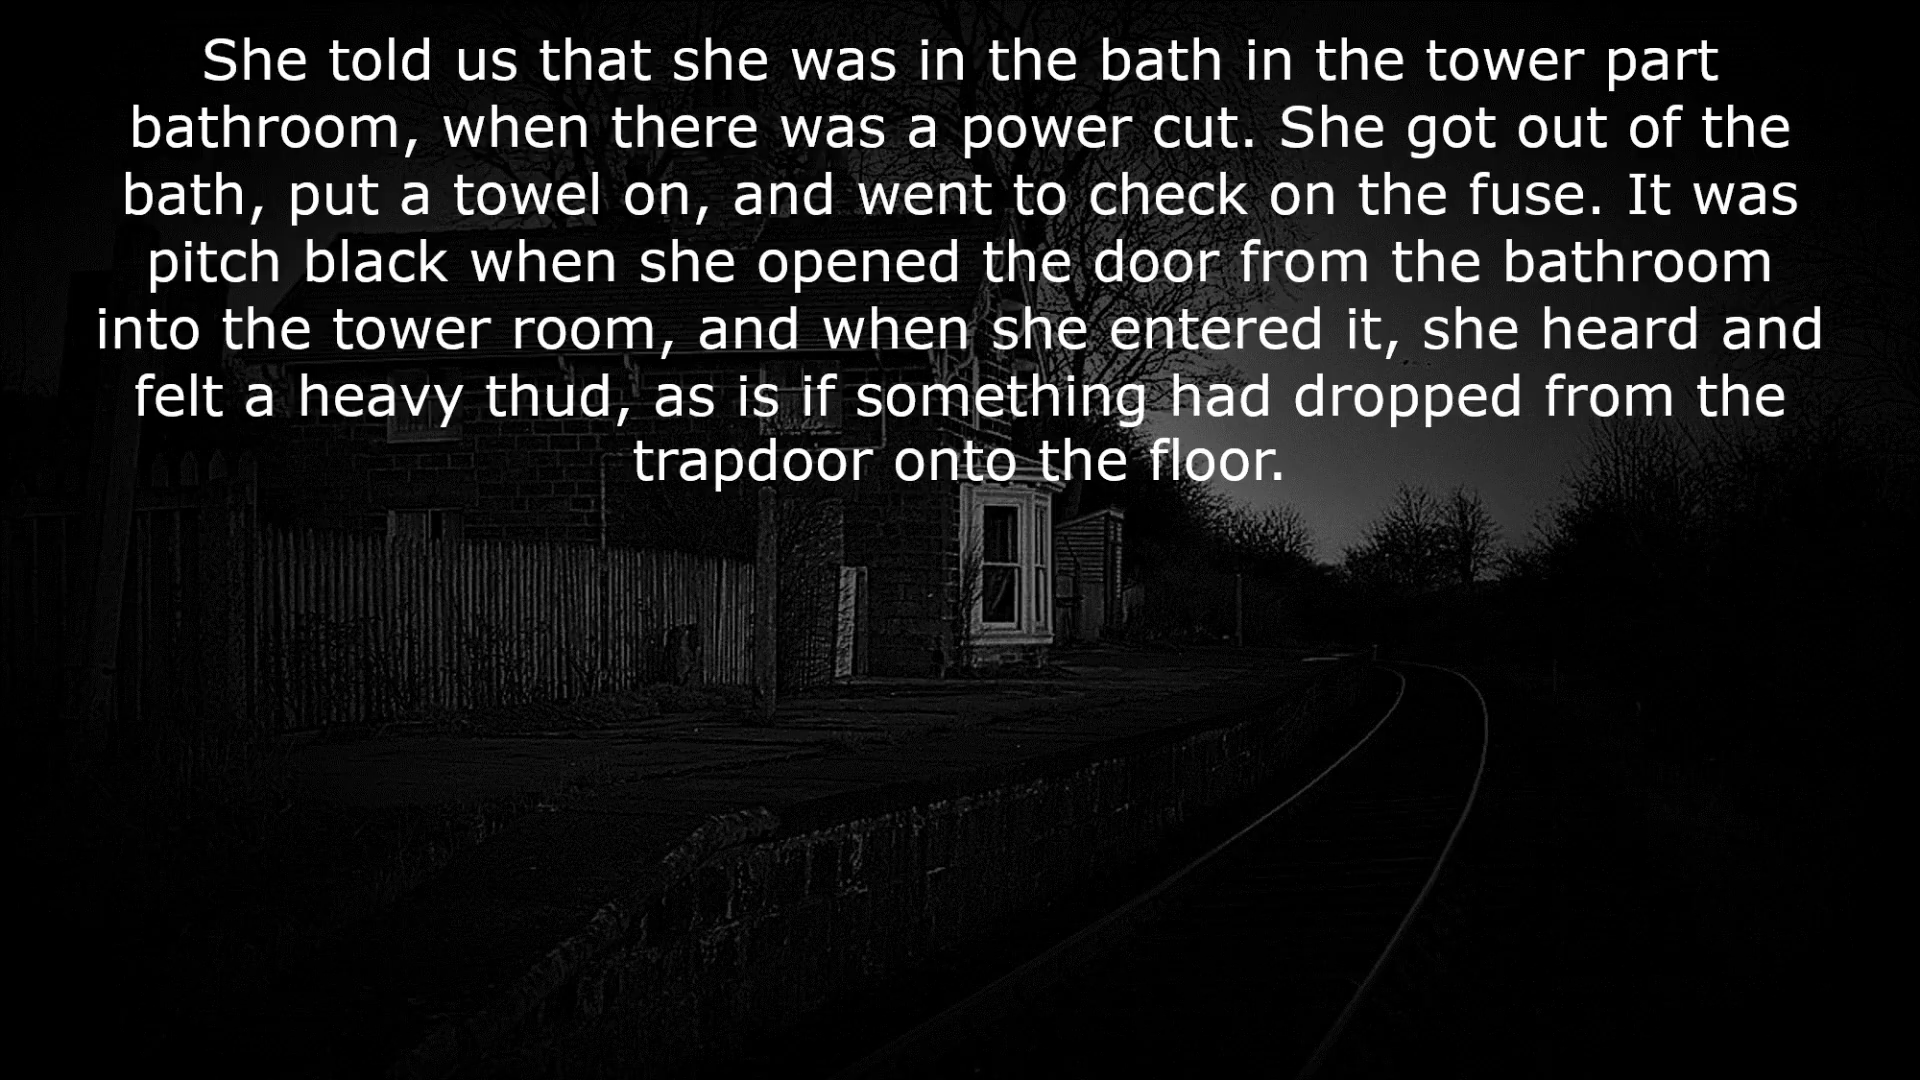 She told us that she was in the bath in the tower part
bathroom, when there was a power cut. She got out of the
bath, put a towel on, and went to check on the fuse. It was
pitch black when she opened the door from the bathroom
into the tower room, and when she entered it, she heard and
felt a heavy thud, as is if something had dropped from the
trapdoor onto the floor.